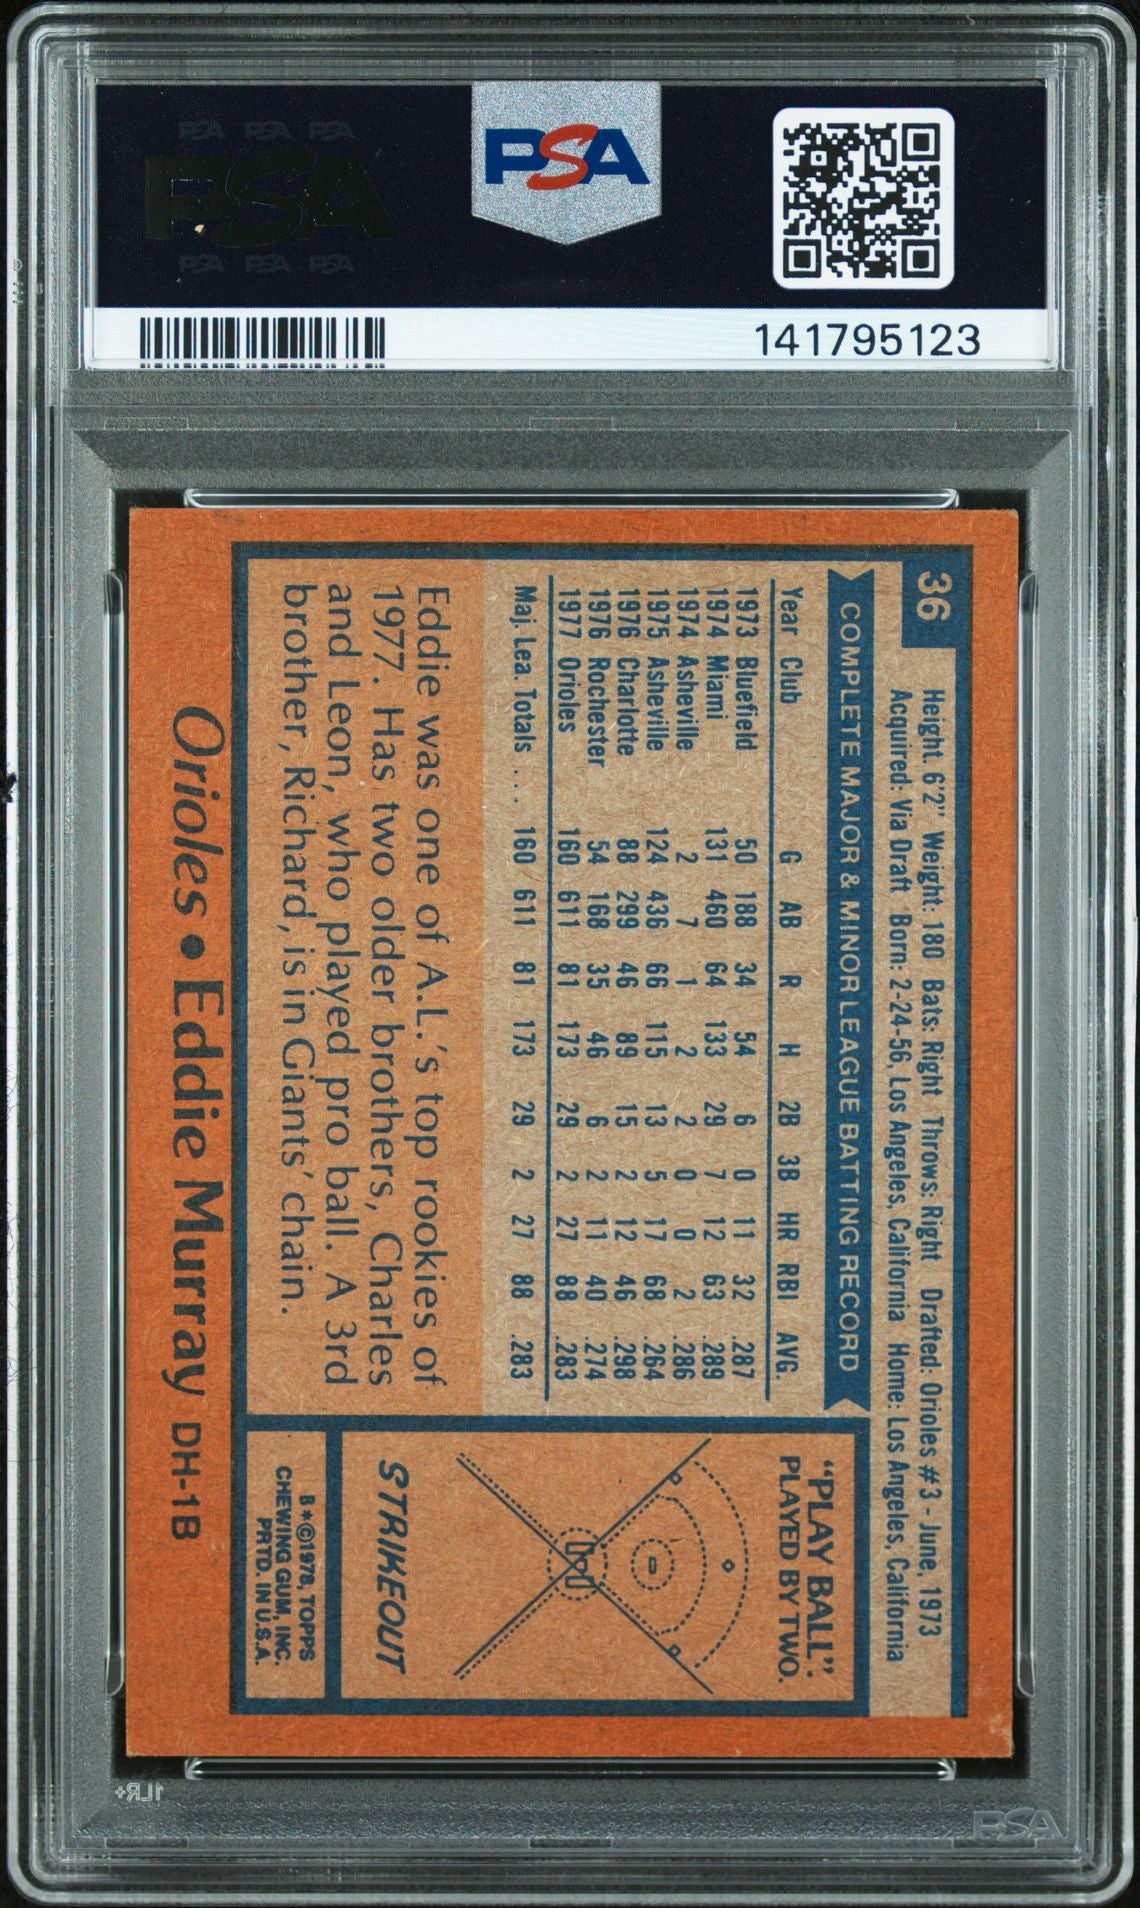 PSA PSA PSA
PSA
PSA PSA PSA
PSA
141795123
36
Height: 6'2" Weight: 180 Bats: Right Throws: Right Drafted: Orioles #3 - June, 1973
Acquired: Via Draft Born: 2-24-56, Los Angeles, California Home: Los Angeles, California
COMPLETE MAJOR & MINOR LEAGUE BATTING RECORD
Year Club G AB R H 2B 3B HR RBI AVG.
1973 Bluefield 50 188 34 54 6 0 11 32 .287
1974 Miami 131 460 64 133 29 7 12 63 .289
1974 Asheville 2 7 1 2 2 0 0 2 .286
1975 Asheville 124 436 66 115 13 5 17 68 .264
1976 Charlotte 88 299 46 89 15 2 12 46 .298
1976 Rochester 54 168 35 46 6 2 11 40 .274
1977 Orioles 160 611 81 173 29 2 27 88 .283
Maj. Lea. Totals . . . 160 611 81 173 29 2 27 88 .283
Eddie was one of A.L.'s top rookies of
1977. Has two older brothers, Charles
and Leon, who played pro ball. A 3rd
brother, Richard, is in Giants' chain.
"PLAY BALL":
PLAYED BY TWO.
STRIKEOUT
B*©1978, TOPPS
CHEWING GUM, INC.
PRTD. IN U.S.A.
Orioles • Eddie Murray DH-1B
1LR+
PSA